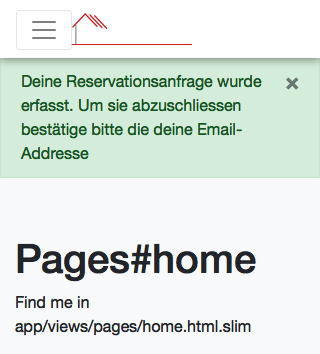 Deine Reservationsanfrage wurde
erfasst. Um sie abzuschliessen
bestätige bitte die deine Email-
Addresse
×
Pages#home
Find me in
app/views/pages/home.html.slim